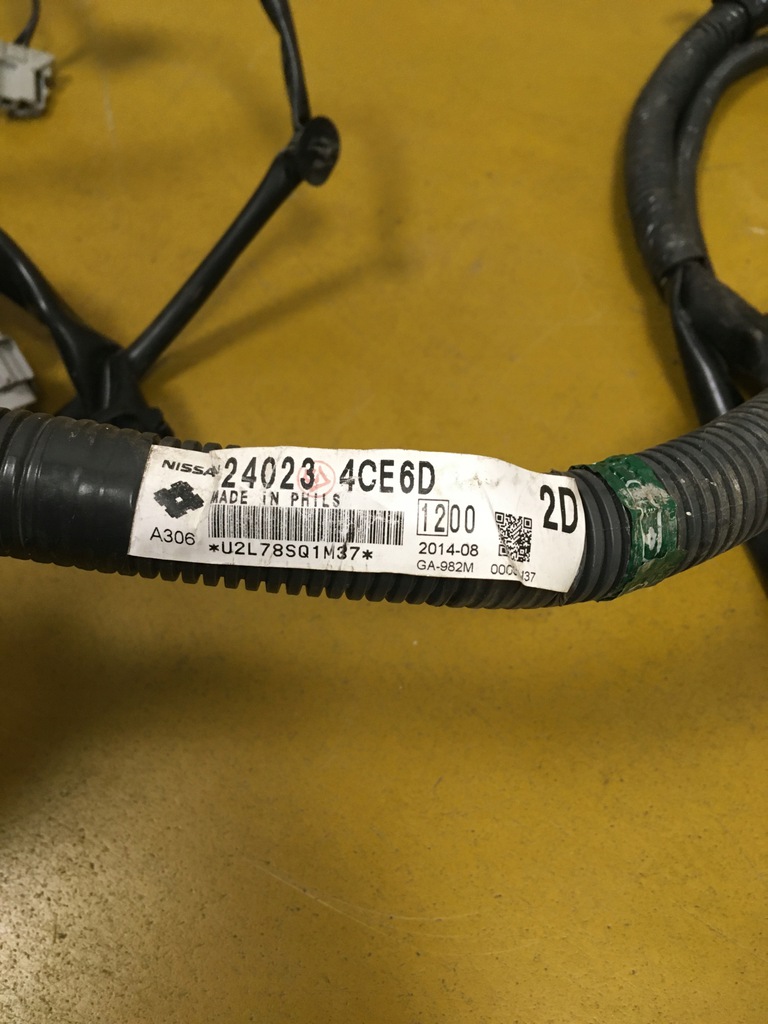 NISSAN 24023 4CE6D
MADE IN PHILS
1200
2D
A306
*U2L78SQ1M37*
2014-08
GA-982M